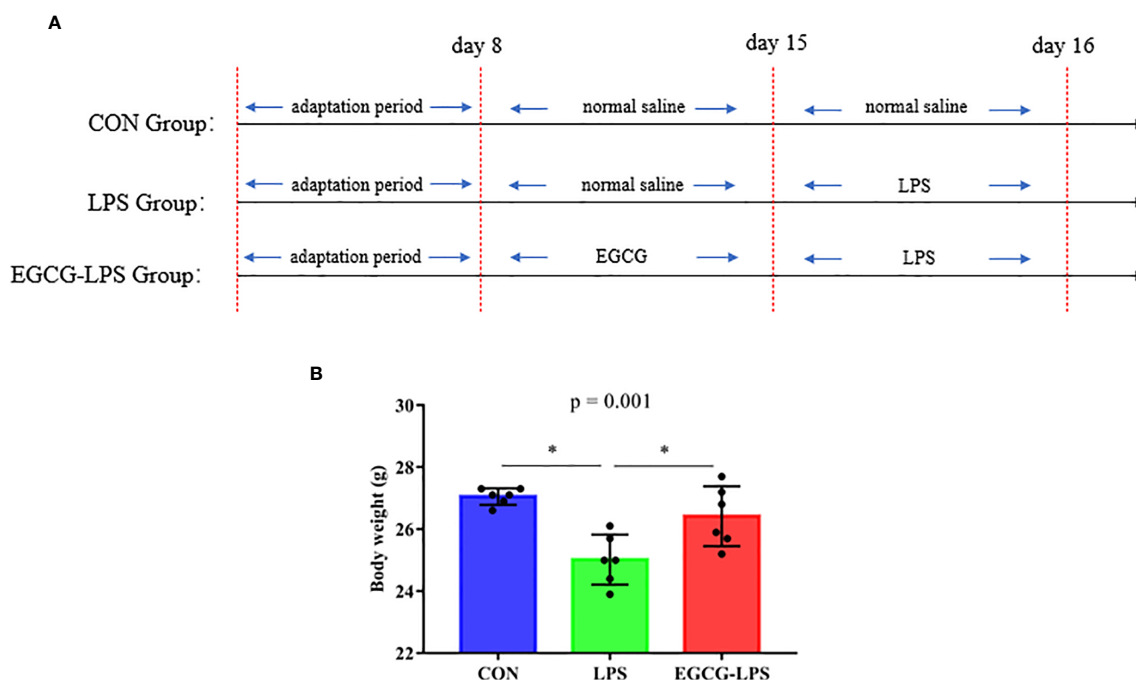 A
day 8 day 15 day 16
CON Group: adaptation period normal saline normal saline
LPS Group: adaptation period normal saline LPS
EGCG-LPS Group: adaptation period EGCG LPS
B
p = 0.001
* *
Body weight (g)
30
28
26
24
22
CON LPS EGCG-LPS